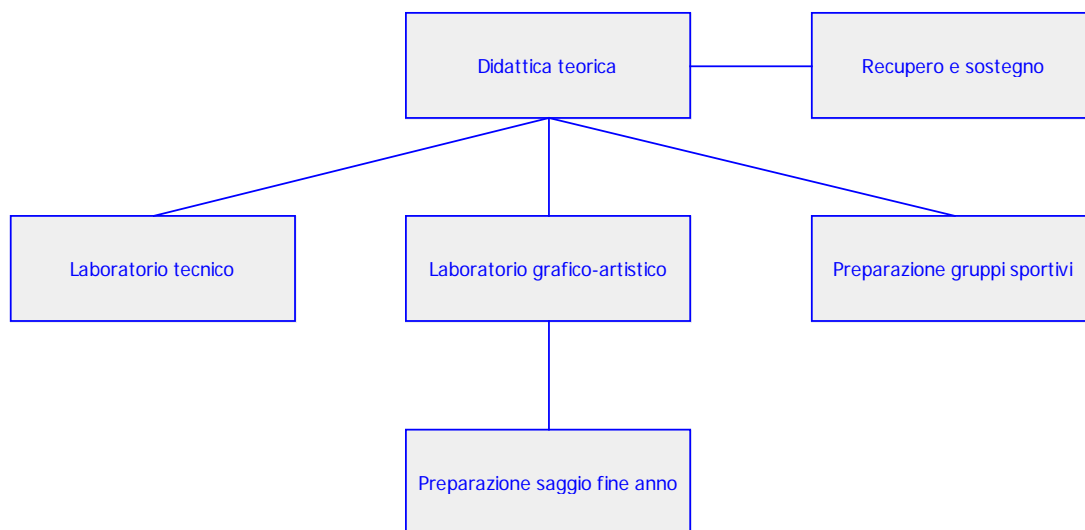 Didattica teorica
Recupero e sostegno
Laboratorio tecnico
Laboratorio grafico-artistico
Preparazione gruppi sportivi
Preparazione saggio fine anno